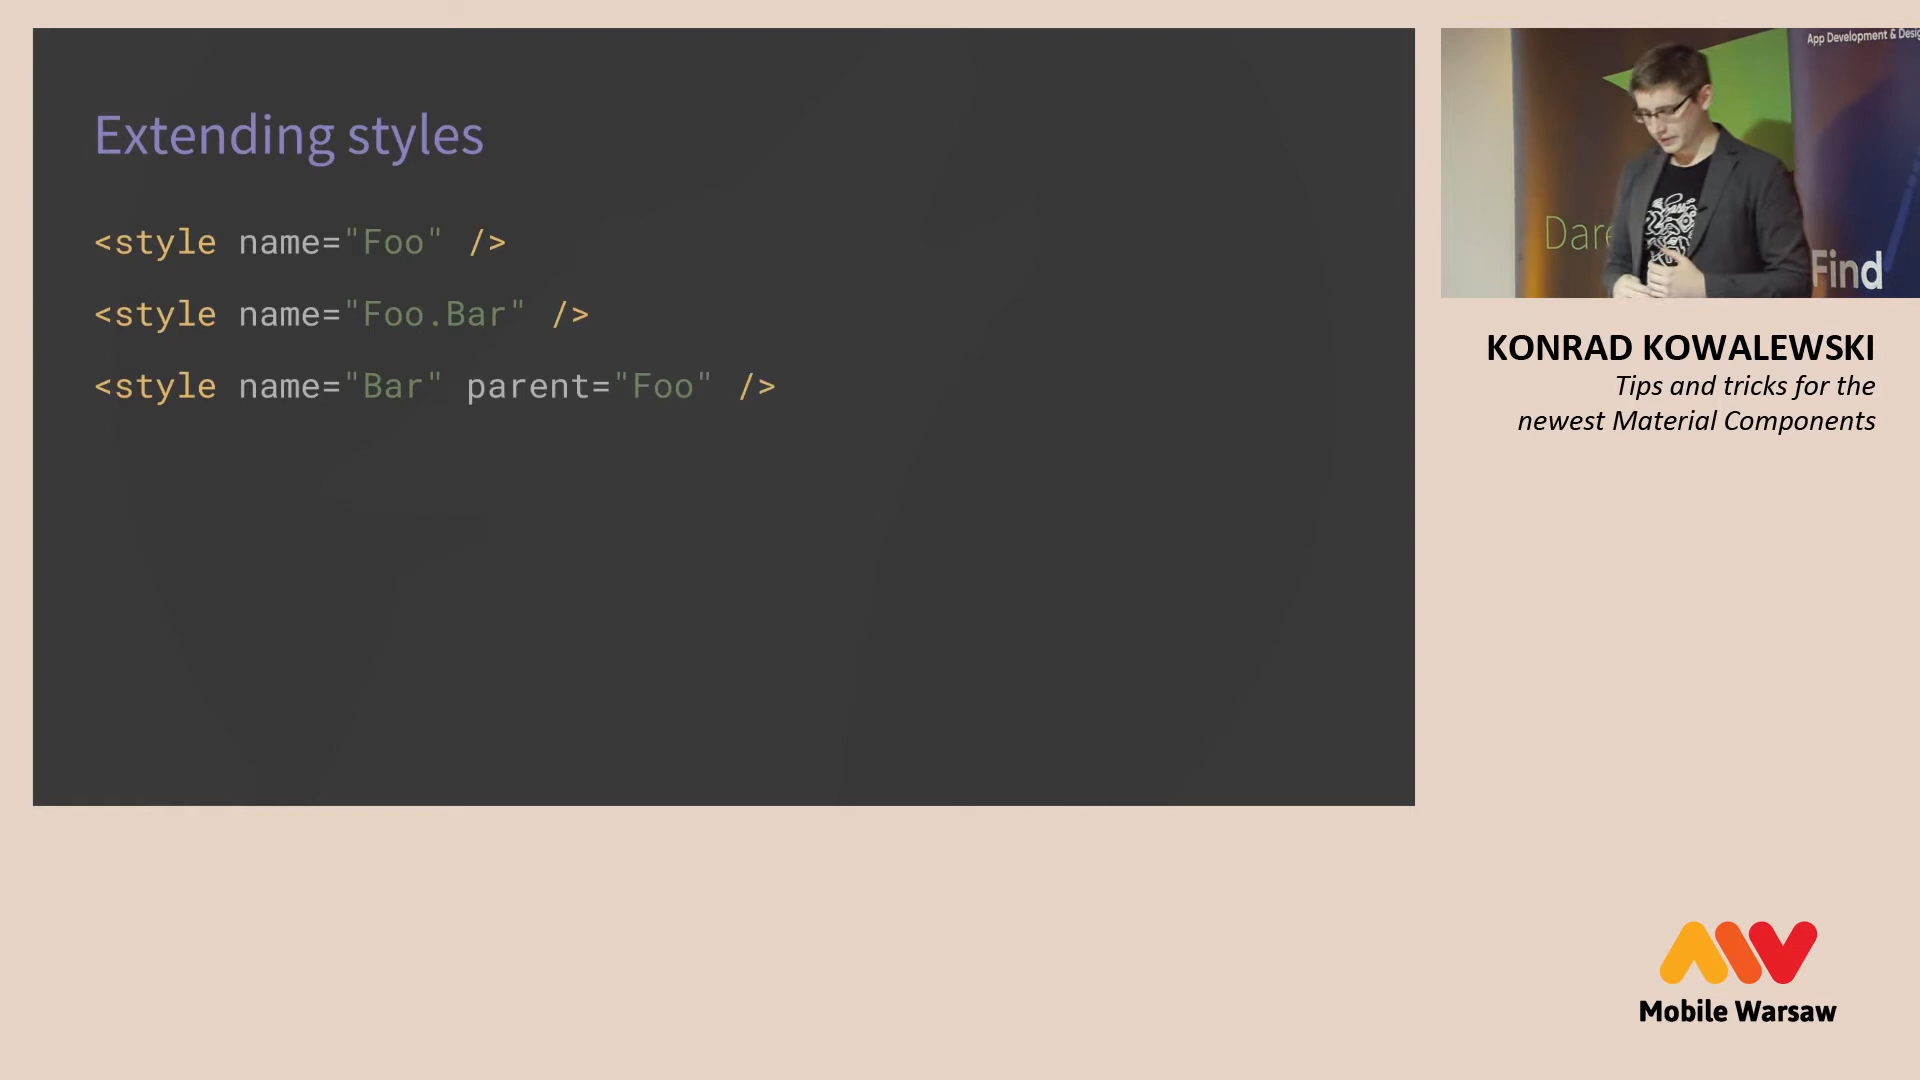 Extending styles
<style name="Foo" />
<style name="Foo.Bar" />
<style name="Bar" parent="Foo" />
App Development & Desig
Dare
Find
KONRAD KOWALEWSKI
Tips and tricks for the
newest Material Components
Mobile Warsaw